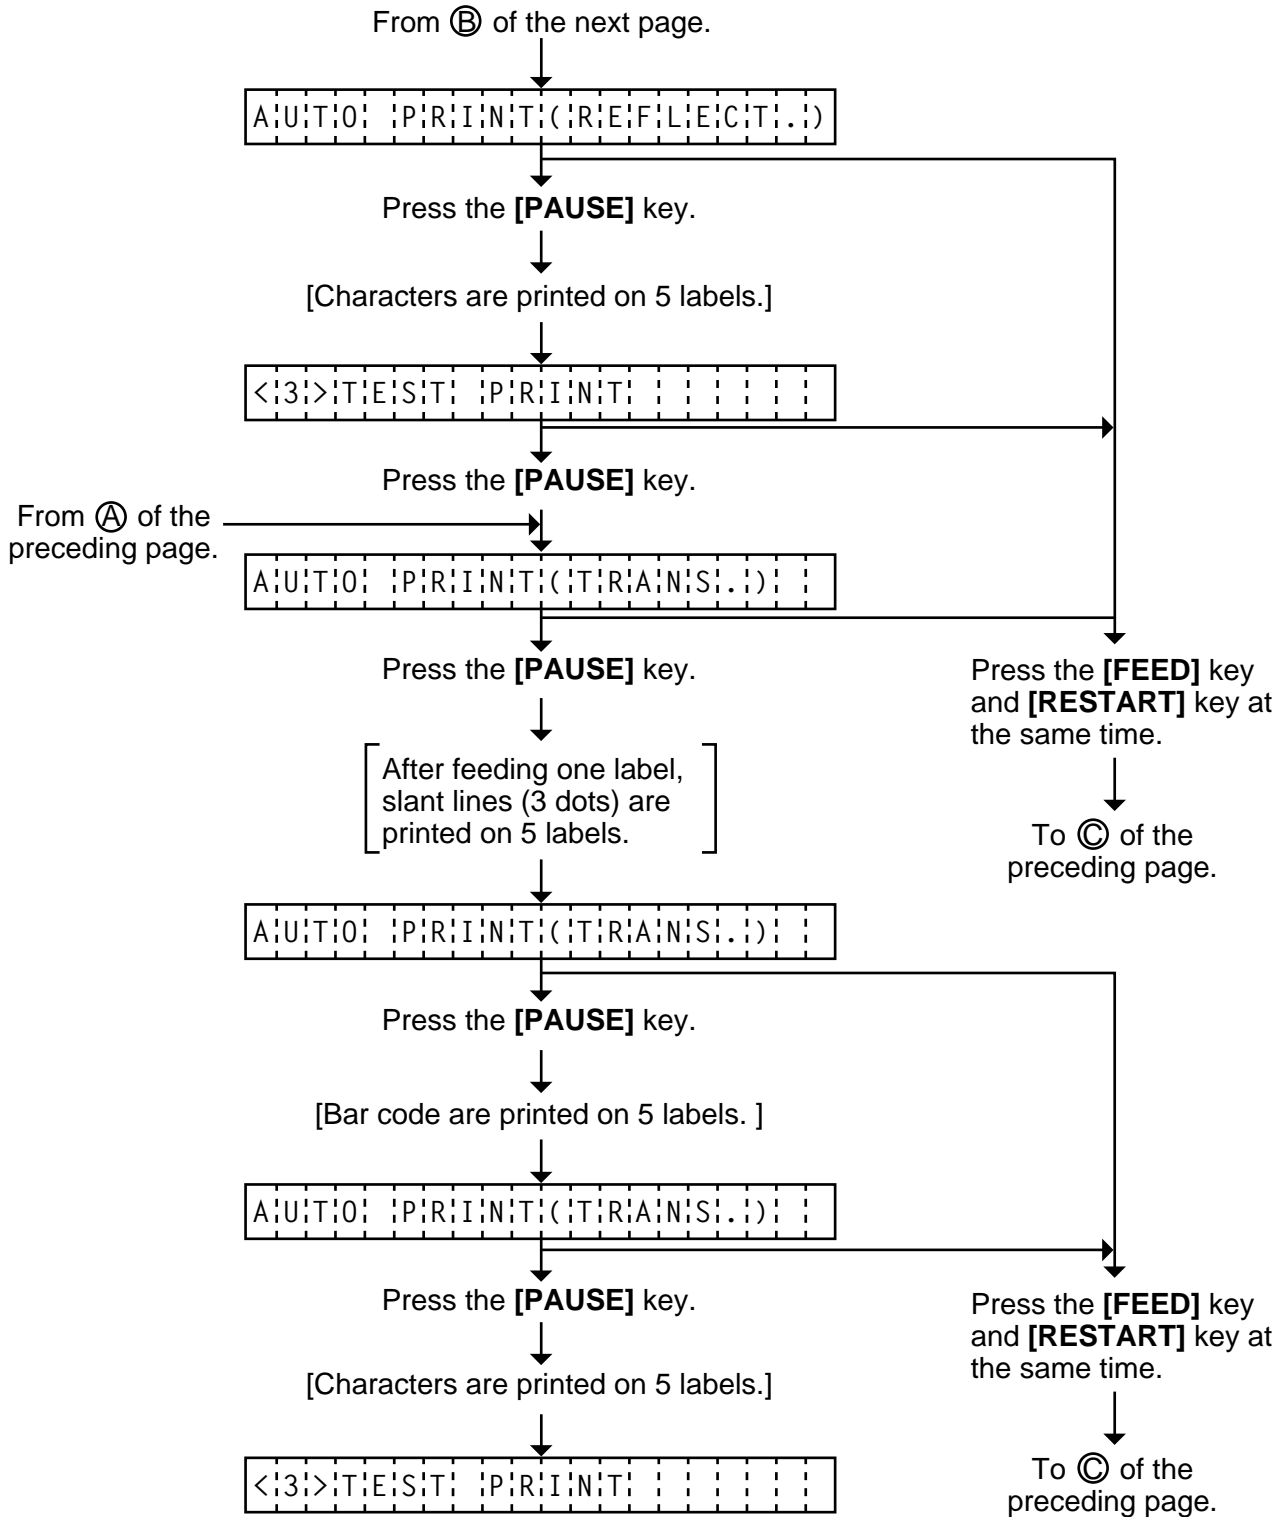 From Ⓑ of the next page.
AUTO PRINT(REFLECT.)
Press the [PAUSE] key.
[Characters are printed on 5 labels.]
<3>TEST PRINT
Press the [PAUSE] key.
From Ⓐ of the
preceding page.
AUTO PRINT(TRANS.)
Press the [PAUSE] key.
Press the [FEED] key
and [RESTART] key at
the same time.
After feeding one label,
slant lines (3 dots) are
printed on 5 labels.
To Ⓒ of the
preceding page.
AUTO PRINT(TRANS.)
Press the [PAUSE] key.
[Bar code are printed on 5 labels. ]
AUTO PRINT(TRANS.)
Press the [PAUSE] key.
Press the [FEED] key
and [RESTART] key at
the same time.
[Characters are printed on 5 labels.]
<3>TEST PRINT
To Ⓒ of the
preceding page.